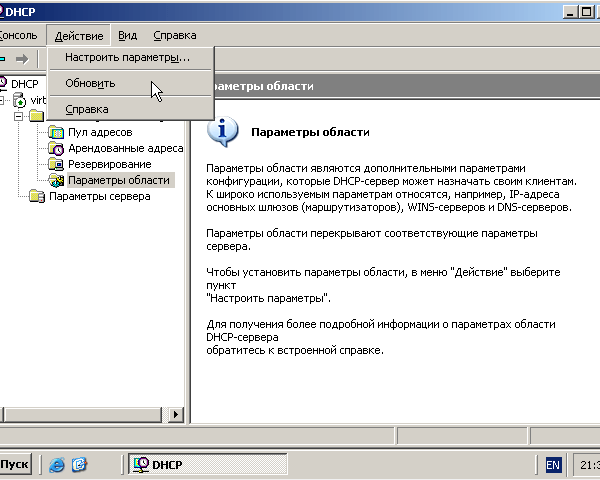 DHCP
Консоль Действие Вид Справка
Настроить параметры...
Обновить
Справка
DHCP
virt
Пул адресов
Арендованные адреса
Резервирование
Параметры области
Параметры сервера
раметры области
Параметры области
Параметры области являются дополнительными параметрами
конфигурации, которые DHCP-сервер может назначать своим клиентам.
К широко используемым параметрам относятся, например, IP-адреса
основных шлюзов (маршрутизаторов), WINS-серверов и DNS-серверов.
Параметры области перекрывают соответствующие параметры
сервера.
Чтобы установить параметры области, в меню "Действие" выберите
пункт
"Настроить параметры".
Для получения более подробной информации о параметрах области
DHCP-сервера
обратитесь к встроенной справке.
Пуск DHCP EN 21:3